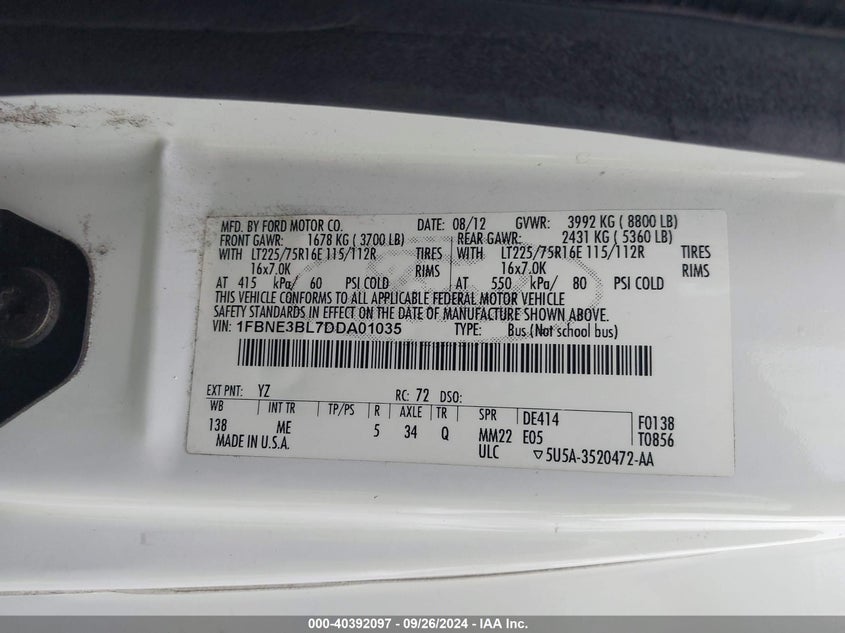 MFD. BY FORD MOTOR CO. DATE: 08/12 GVWR: 3992 KG ( 8800 LB)
FRONT GAWR: 1678 KG ( 3700 LB) REAR GAWR: 2431 KG ( 5360 LB)
WITH LT225/75R16E 115/112R TIRES WITH LT225/75R16E 115/112R TIRES
16x7.0K RIMS 16x7.0K RIMS
AT 415 kPa/ 60 PSI COLD AT 550 kPa/ 80 PSI COLD
THIS VEHICLE CONFORMS TO ALL APPLICABLE FEDERAL MOTOR VEHICLE
SAFETY STANDARDS IN EFFECT ON THE DATE OF MANUFACTURE SHOWN ABOVE.
VIN: 1FBNE3BL7DDA01035 TYPE: Bus (Not school bus)
EXT PNT: YZ RC: 72 DSO:
WB INT TR TP/PS R AXLE TR SPR DE414 F0138
138 ME 5 34 Q MM22 E05 T0856
MADE IN U.S.A. ULC ▽5U5A-3520472-AA
000-40392097 - 09/26/2024 - IAA Inc.